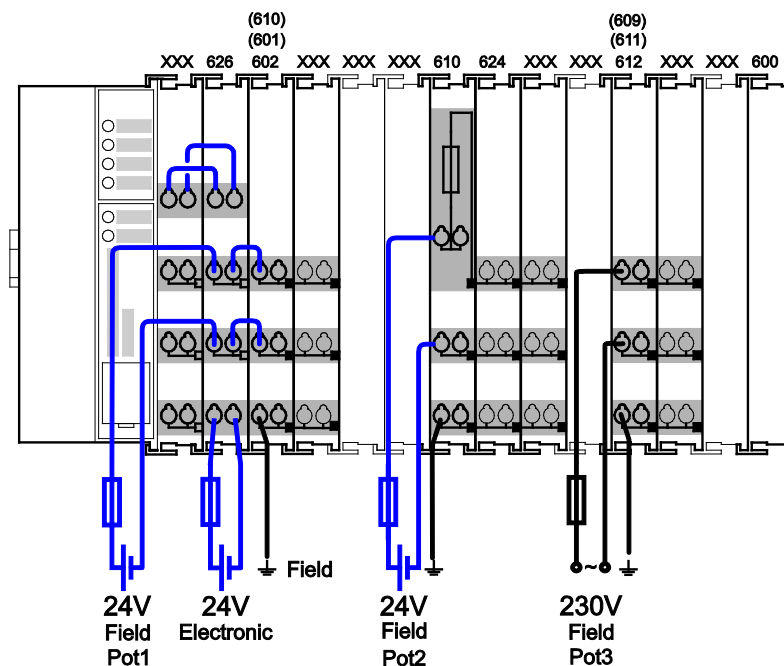 (610)
(609)
(601)
(611)
XXX 626 602 XXX XXX XXX 610 624 XXX XXX 612 XXX XXX 600
Field
24V
Field
Pot1
24V
Electronic
24V
Field
Pot2
230V
Field
Pot3
~